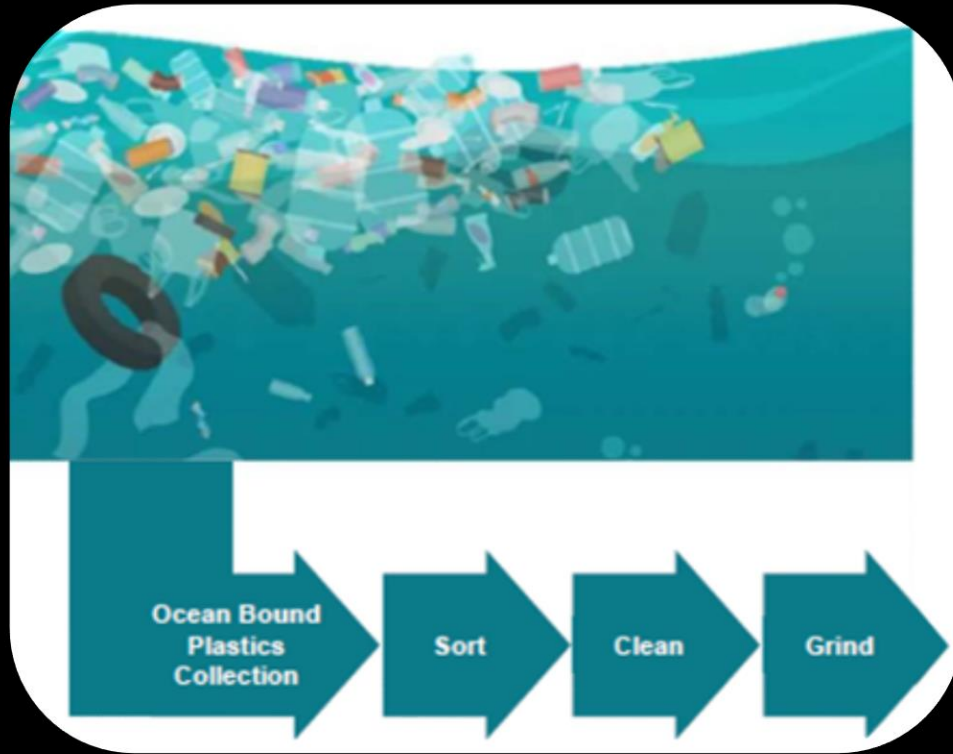 Ocean Bound
Plastics
Collection
Sort
Clean
Grind